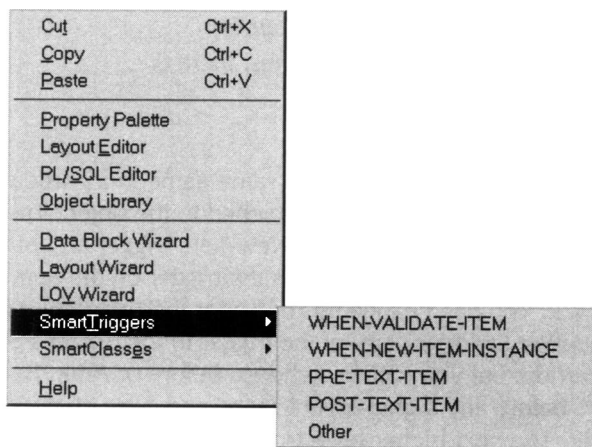 Cut Ctrl+X
Copy Ctrl+C
Paste Ctrl+V
Property Palette
Layout Editor
PL/SQL Editor
Object Library
Data Block Wizard
Layout Wizard
LOV Wizard
SmartTriggers
SmartClasses
Help
WHEN-VALIDATE-ITEM
WHEN-NEW-ITEM-INSTANCE
PRE-TEXT-ITEM
POST-TEXT-ITEM
Other